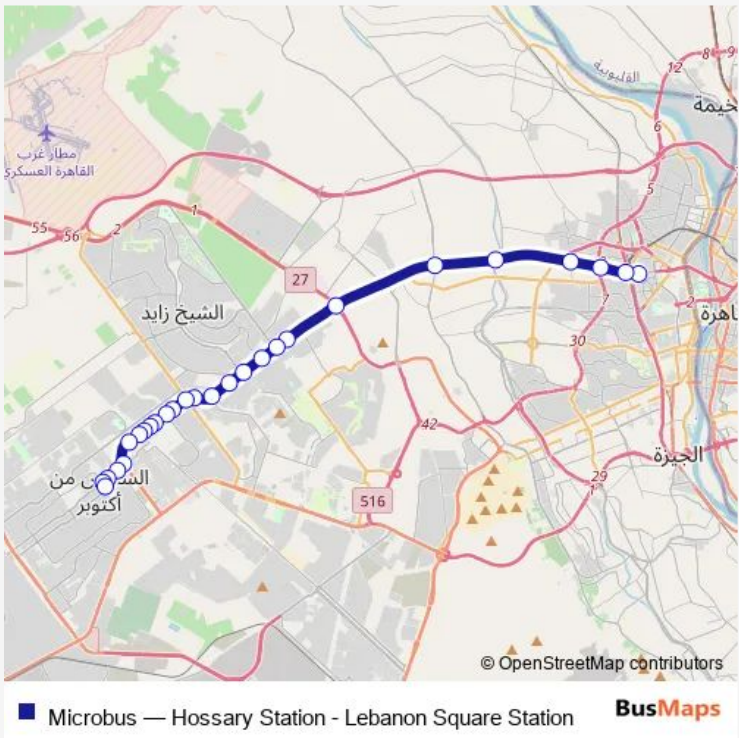 القليوبية
12
8
9
خيمة
6
مطار غرب
القاهرة العسكري
5
55
56
2
1
27
الشيخ زايد
7
2
اهرة
30
42
الجيزة
من
أكتوبر
29
1
516
© OpenStreetMap contributors
Microbus — Hossary Station - Lebanon Square Station
BusMaps